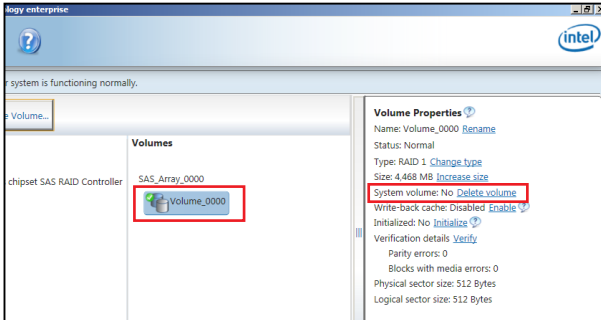 ology enterprise
?
intel
r system is functioning normally.
e Volume...
Volumes
chipset SAS RAID Controller
SAS_Array_0000
Volume_0000
Volume Properties ?
Name: Volume_0000 Rename
Status: Normal
Type: RAID 1 Change type
Size: 4,468 MB Increase size
System volume: No Delete volume
Write-back cache: Disabled Enable ?
Initialized: No Initialize ?
Verification details Verify
Parity errors: 0
Blocks with media errors: 0
Physical sector size: 512 Bytes
Logical sector size: 512 Bytes